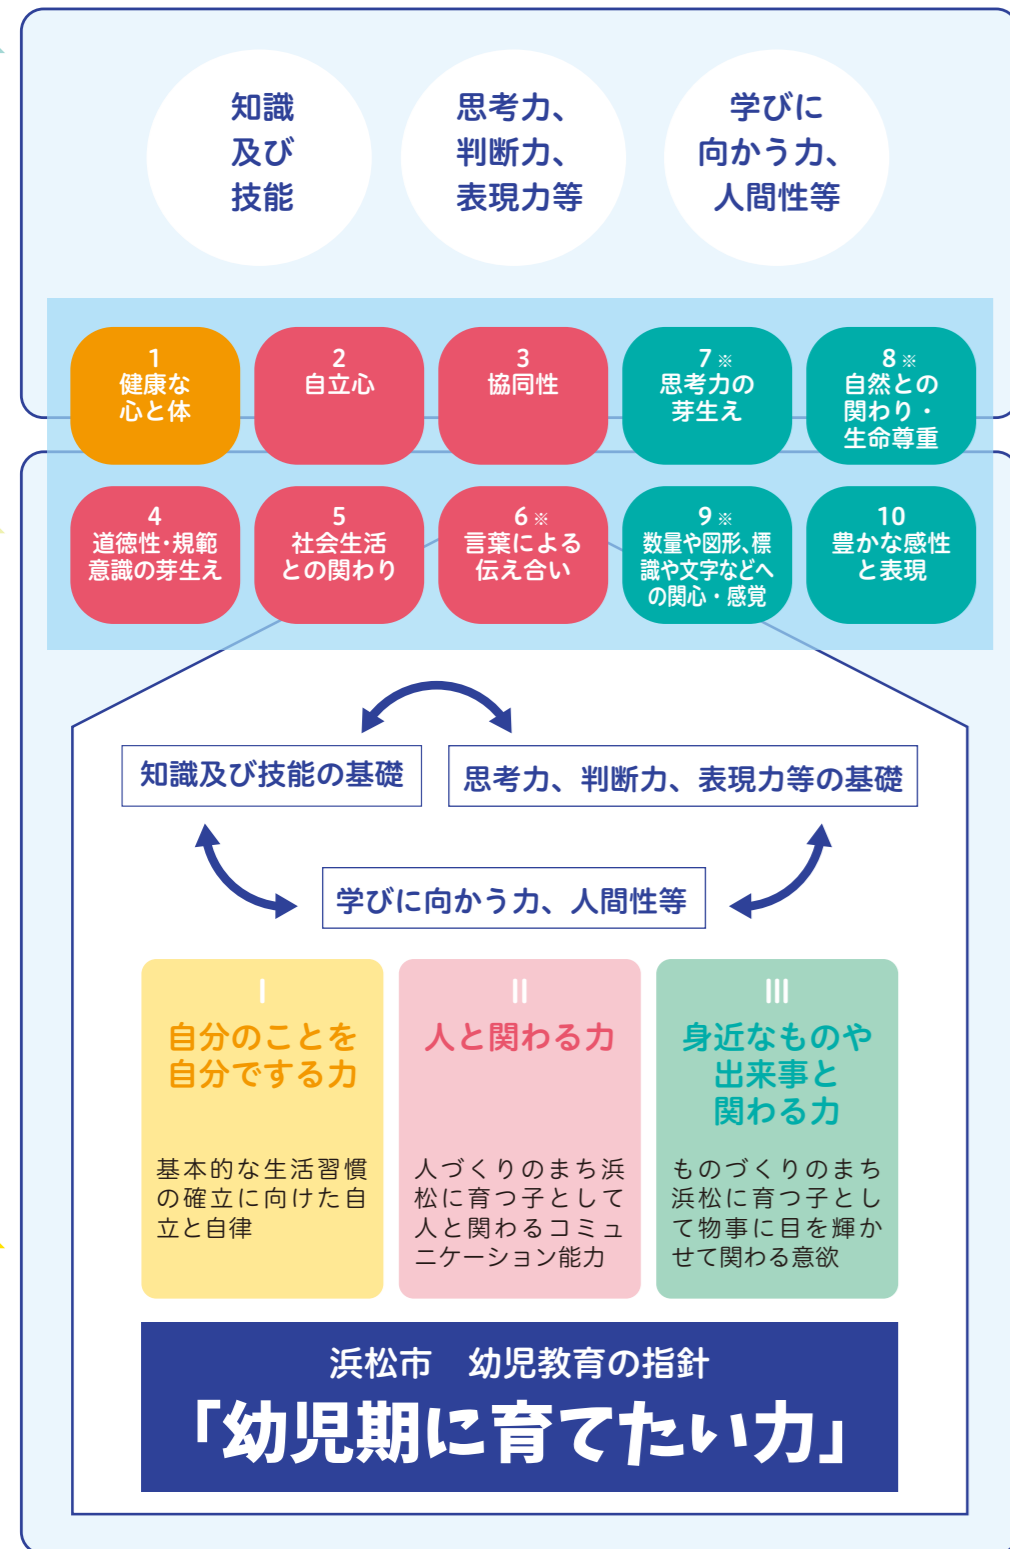 知識
及び
技能
思考力、
判断力、
表現力等
学びに
向かう力、
人間性等
1
健康な
心と体
2
自立心
3
協同性
7※
思考力の
芽生え
8※
自然との
関わり・
生命尊重
4
道徳性・規範
意識の芽生え
5
社会生活
との関わり
6※
言葉による
伝え合い
9※
数量や図形、標
識や文字などへ
の関心・感覚
10
豊かな感性
と表現
知識及び技能の基礎
思考力、判断力、表現力等の基礎
学びに向かう力、人間性等
I
自分のことを
自分でする力
基本的な生活習慣
の確立に向けた自
立と自律
II
人と関わる力
人づくりのまち浜
松に育つ子として
人と関わるコミュ
ニケーション能力
III
身近なものや
出来事と
関わる力
ものづくりのまち
浜松に育つ子とし
て物事に目を輝か
せて関わる意欲
浜松市　幼児教育の指針
「幼児期に育てたい力」